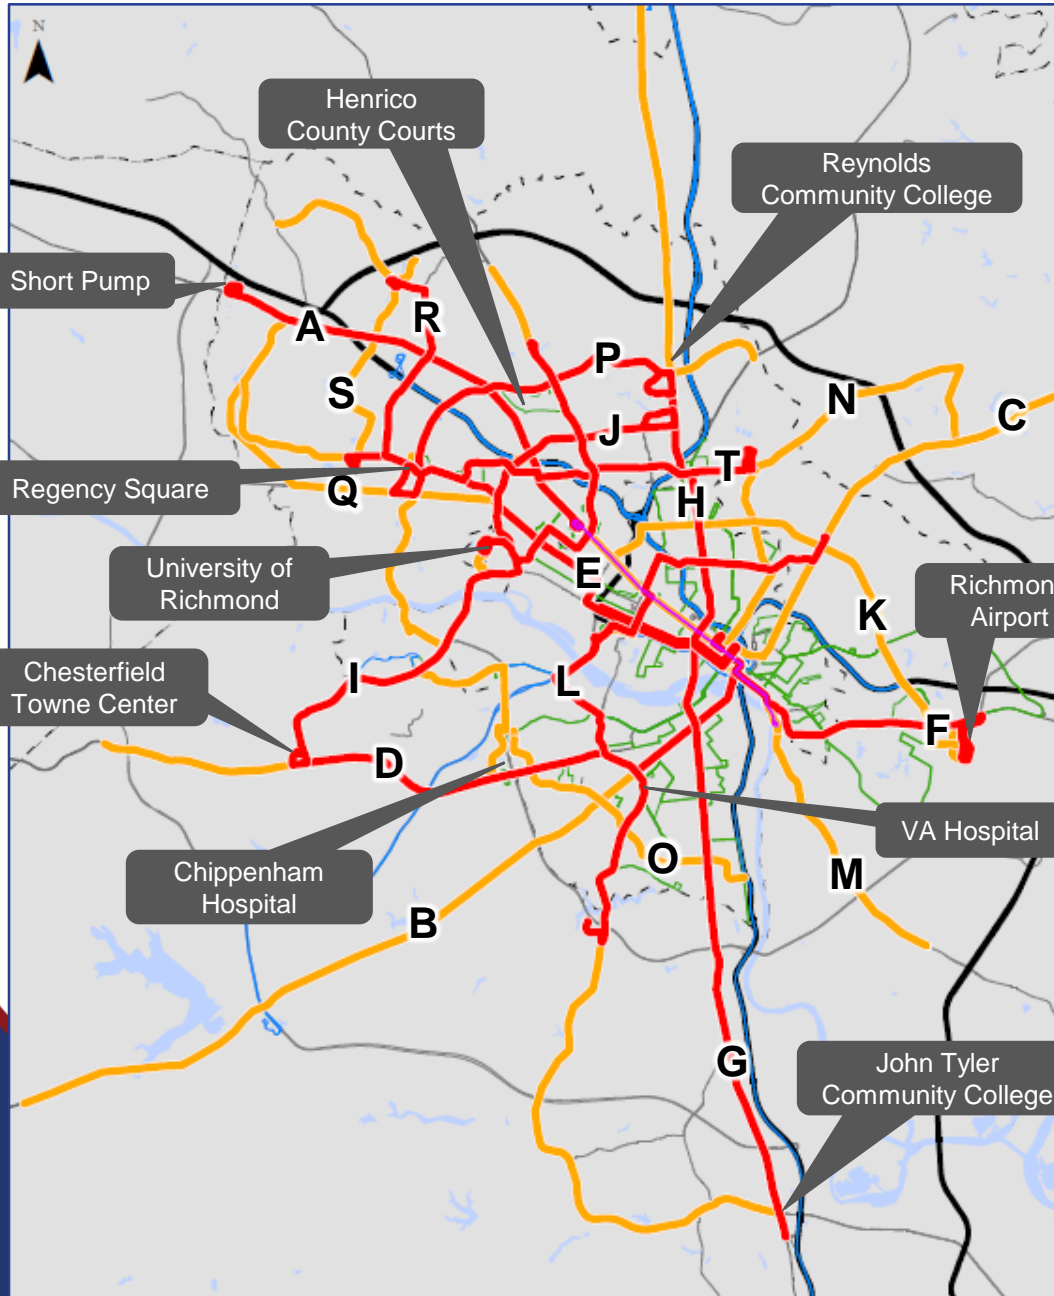 N
Henrico
County Courts
Reynolds
Community College
Short Pump
A
R
P
S
N
C
J
T
Regency Square
Q
H
University of
Richmond
E
Richmon
Airport
K
Chesterfield
Towne Center
I
L
F
D
VA Hospital
Chippenham
Hospital
O
M
B
G
John Tyler
Community College